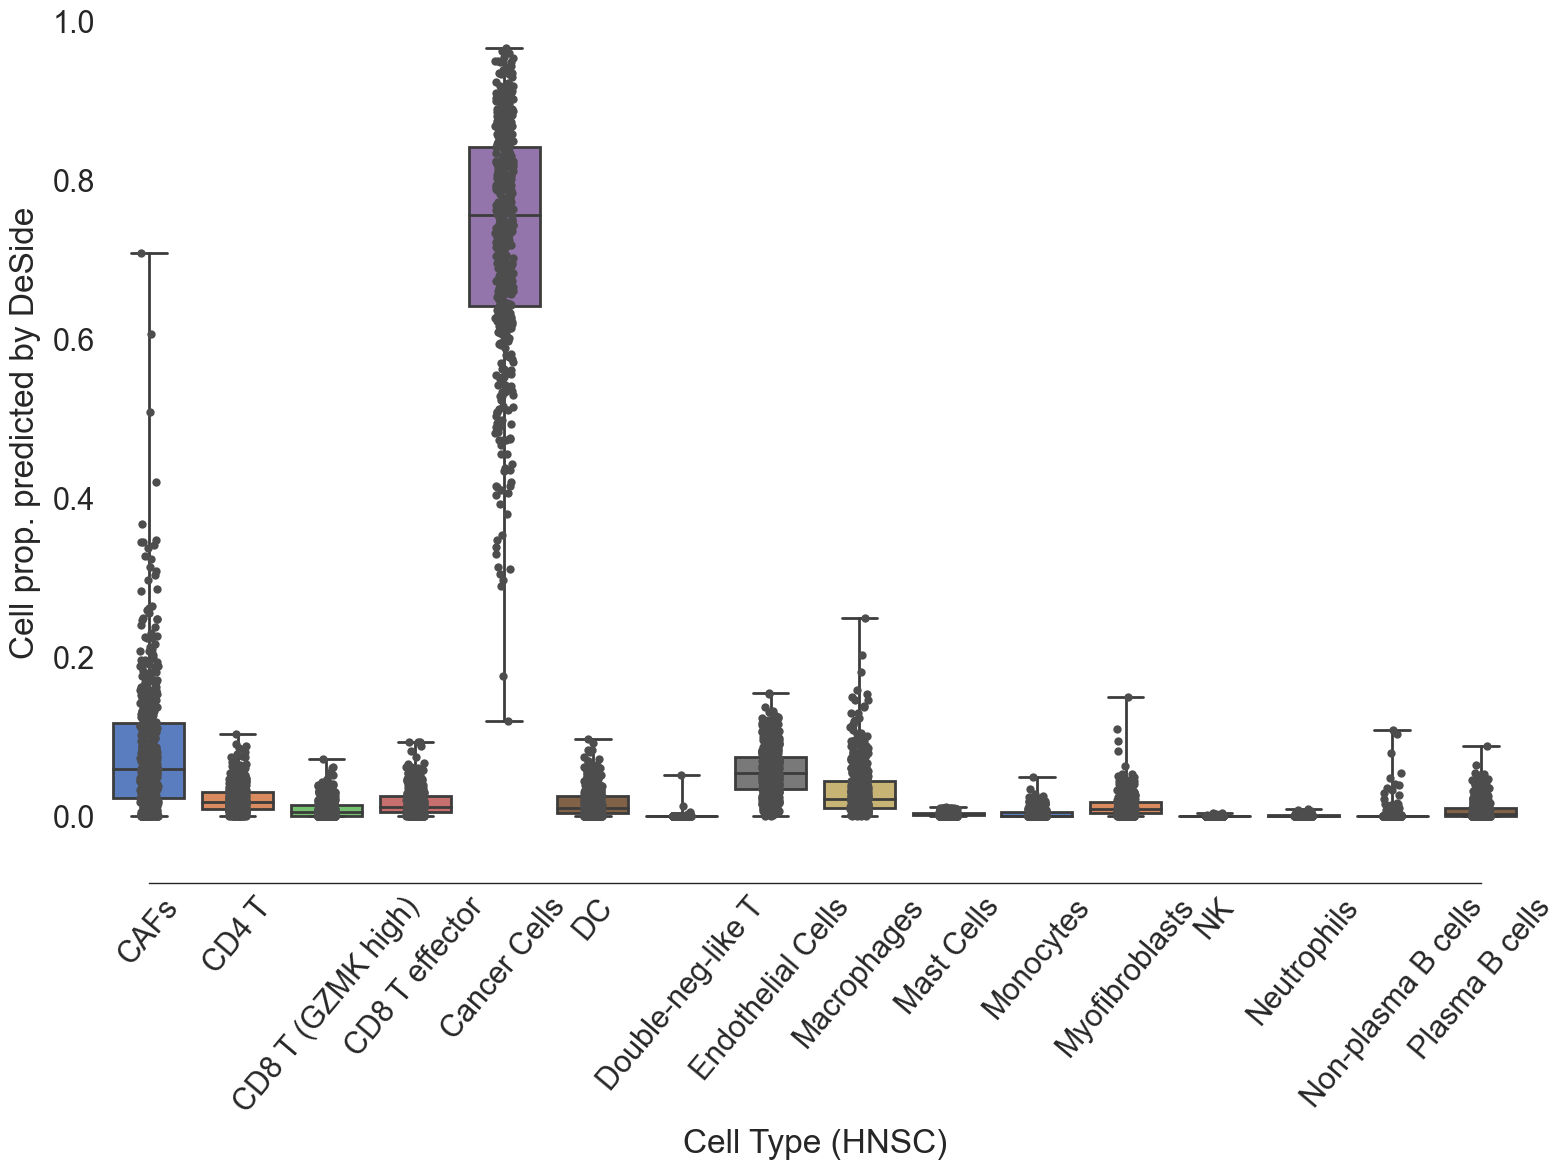 Cell prop. predicted by DeSide
1.0
0.8
0.6
0.4
0.2
0.0
CAFs
CD4 T
CD8 T (GZMK high)
CD8 T effector
Cancer Cells
DC
Double-neg-like T
Endothelial Cells
Macrophages
Mast Cells
Monocytes
Myofibroblasts
NK
Neutrophils
Non-plasma B cells
Plasma B cells
Cell Type (HNSC)